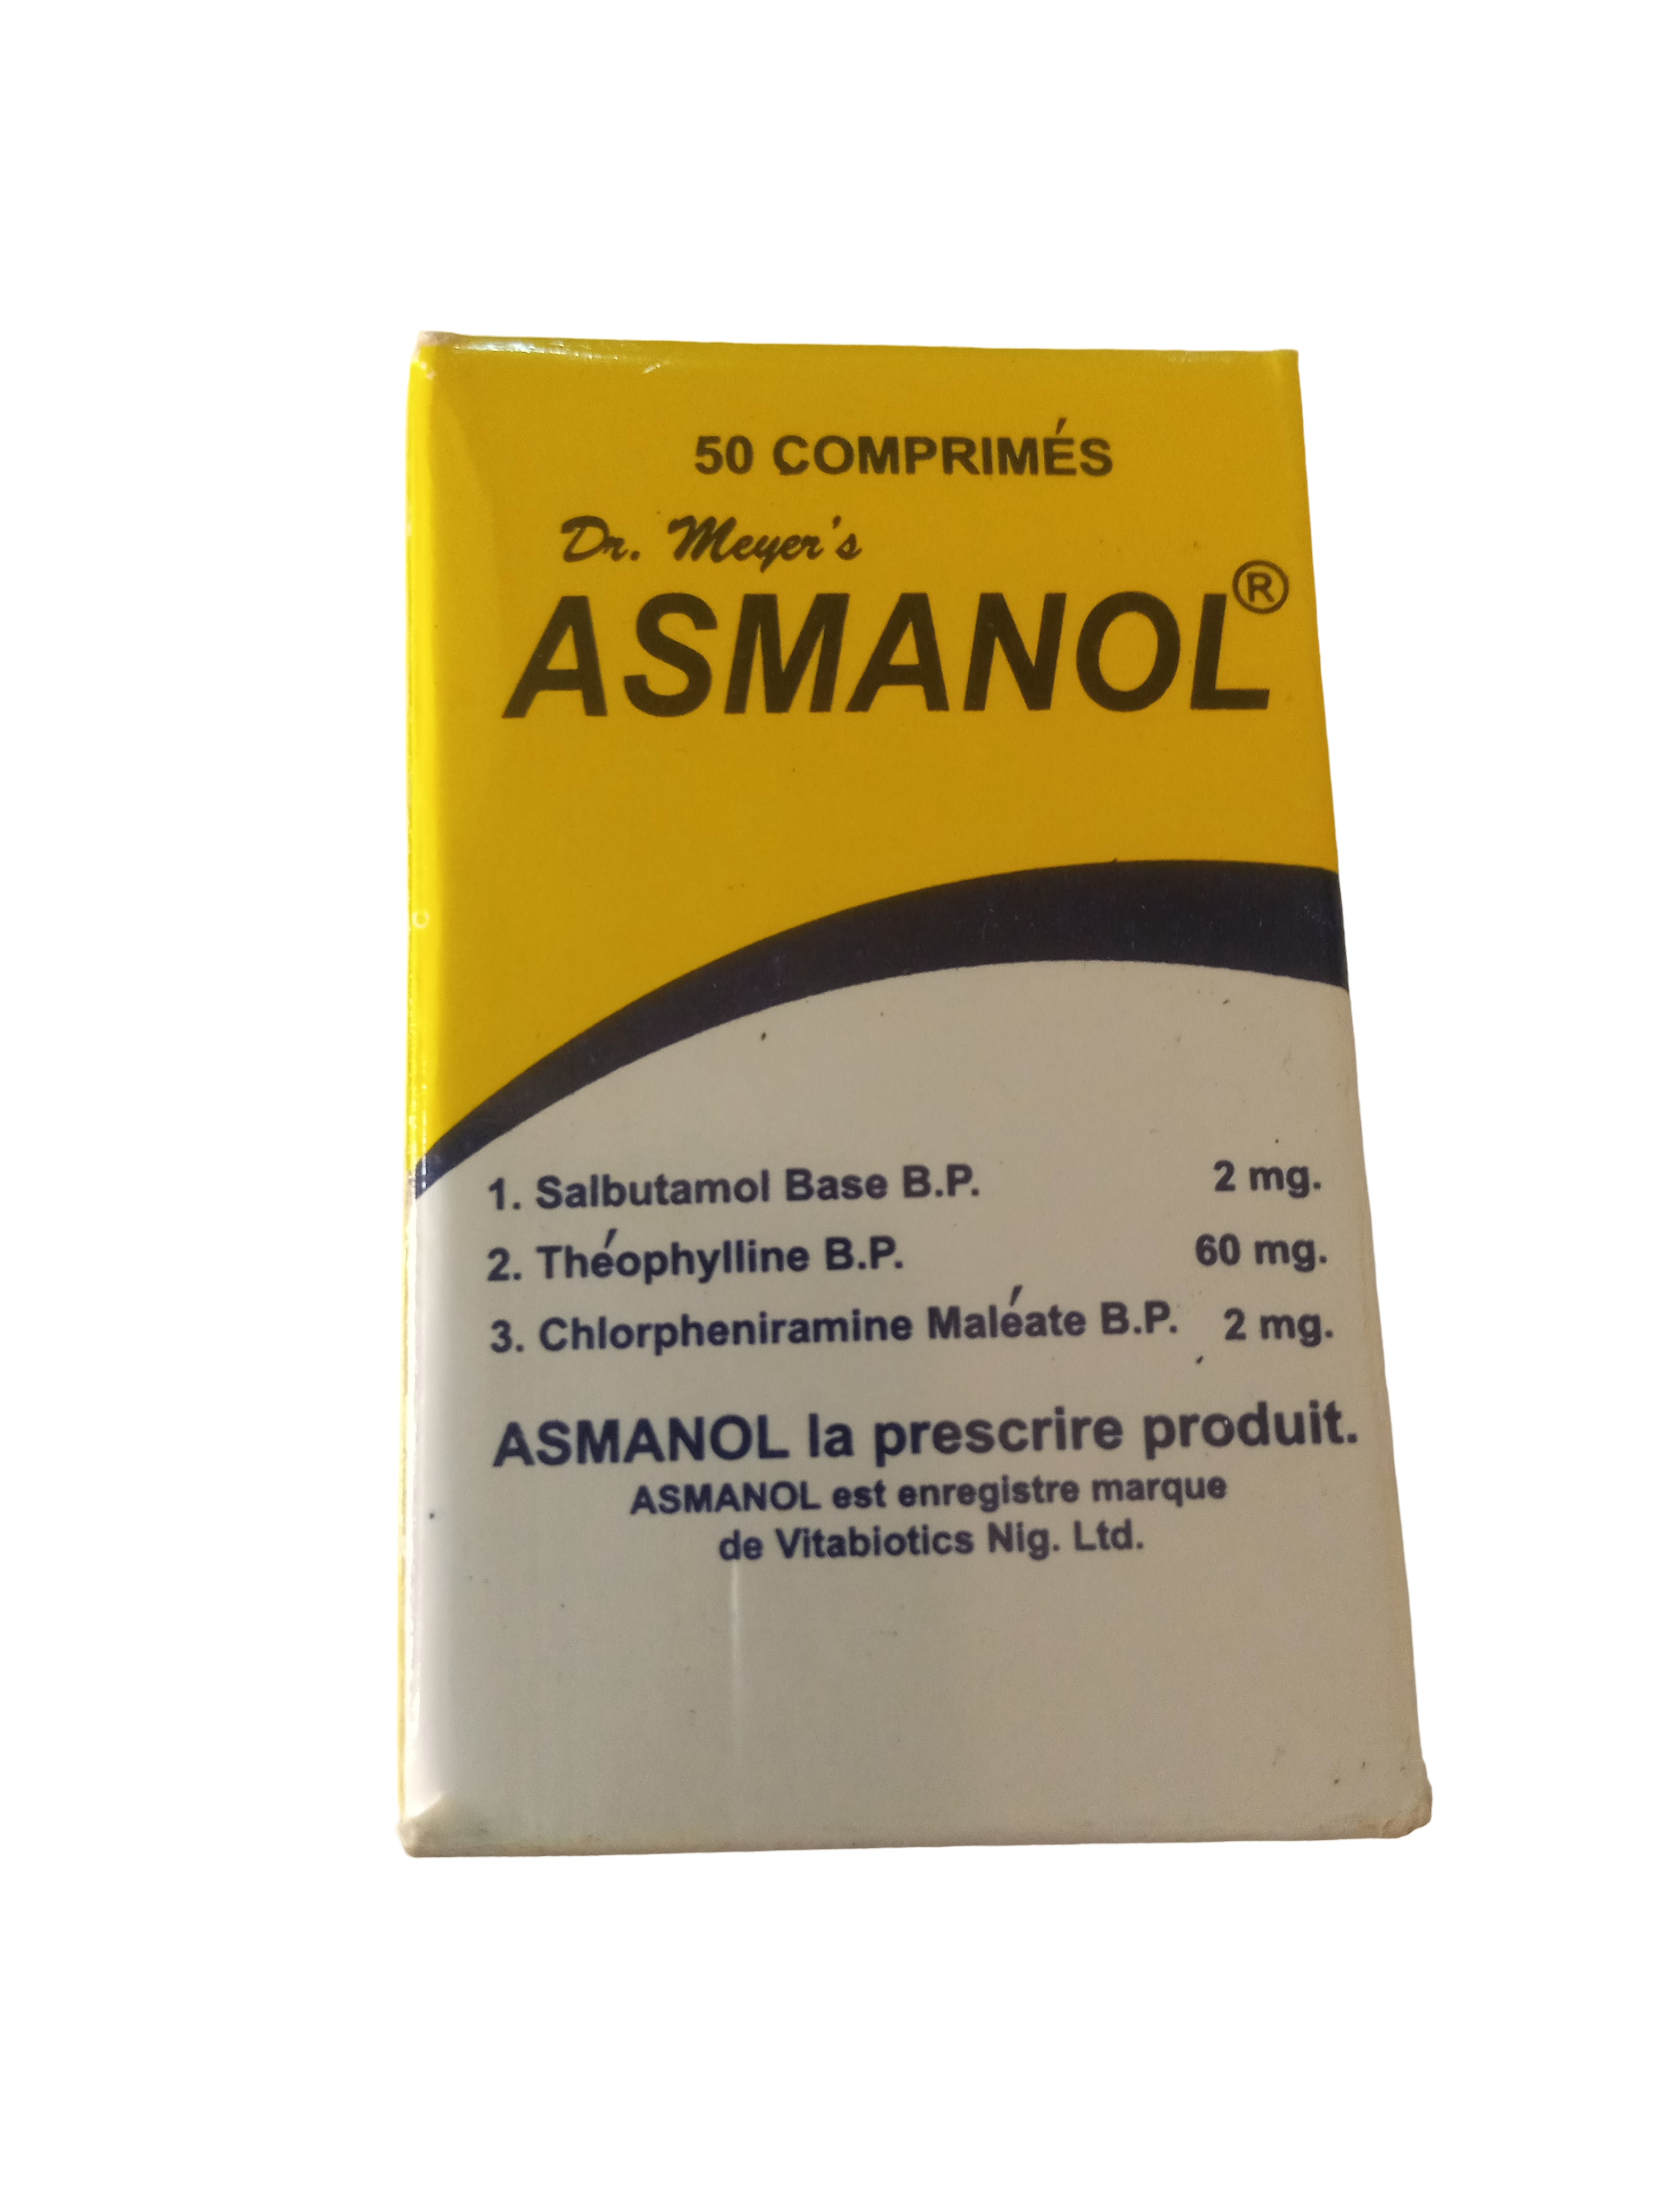 50 COMPRIMÉS
Dr. Meyer's
ASMANOL®
1. Salbutamol Base B.P. 2 mg.
2. Théophylline B.P. 60 mg.
3. Chlorpheniramine Maléate B.P. 2 mg.
ASMANOL la prescrire produit.
ASMANOL est enregistre marque
de Vitabiotics Nig. Ltd.